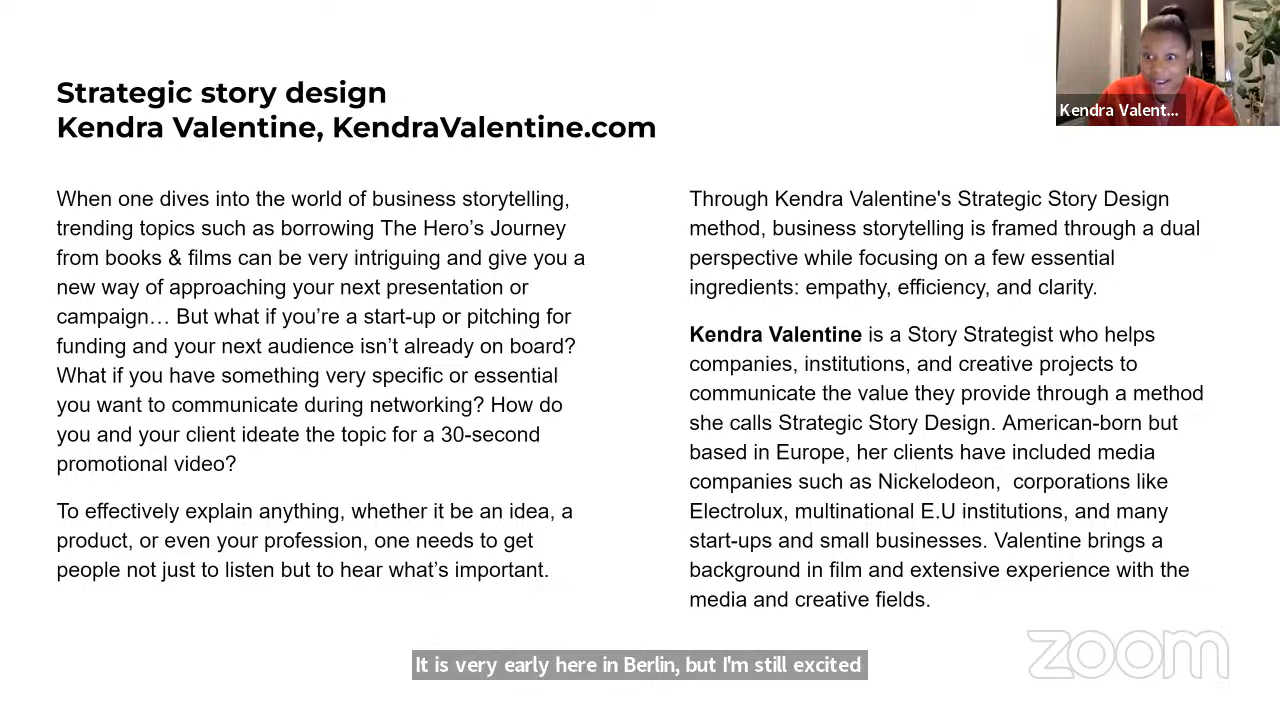 Strategic story design
Kendra Valentine, KendraValentine.com
Kendra Valent...
When one dives into the world of business storytelling,
trending topics such as borrowing The Hero’s Journey
from books & films can be very intriguing and give you a
new way of approaching your next presentation or
campaign… But what if you’re a start-up or pitching for
funding and your next audience isn’t already on board?
What if you have something very specific or essential
you want to communicate during networking? How do
you and your client ideate the topic for a 30-second
promotional video?
To effectively explain anything, whether it be an idea, a
product, or even your profession, one needs to get
people not just to listen but to hear what’s important.
Through Kendra Valentine's Strategic Story Design
method, business storytelling is framed through a dual
perspective while focusing on a few essential
ingredients: empathy, efficiency, and clarity.
Kendra Valentine is a Story Strategist who helps
companies, institutions, and creative projects to
communicate the value they provide through a method
she calls Strategic Story Design. American-born but
based in Europe, her clients have included media
companies such as Nickelodeon,  corporations like
Electrolux, multinational E.U institutions, and many
start-ups and small businesses. Valentine brings a
background in film and extensive experience with the
media and creative fields.
It is very early here in Berlin, but I'm still excited
zoom